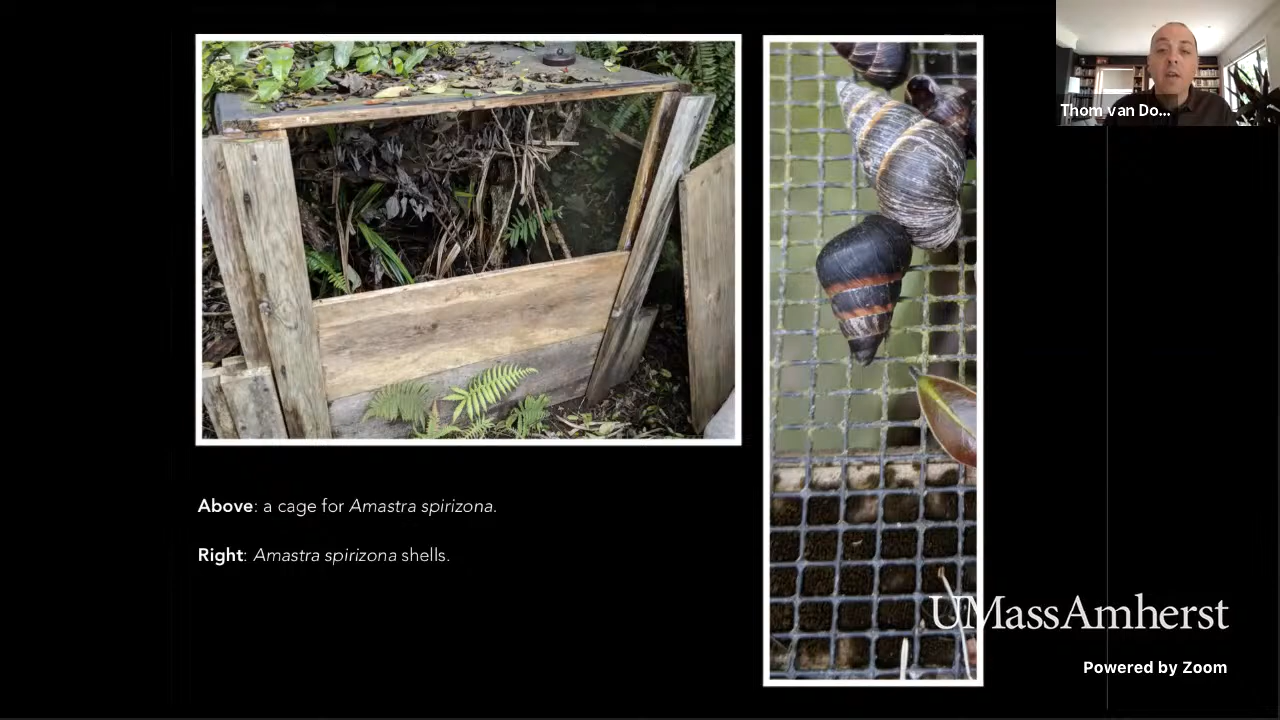 Thom van Do...
Above: a cage for Amastra spirizona.
Right: Amastra spirizona shells.
UMassAmherst
Powered by Zoom